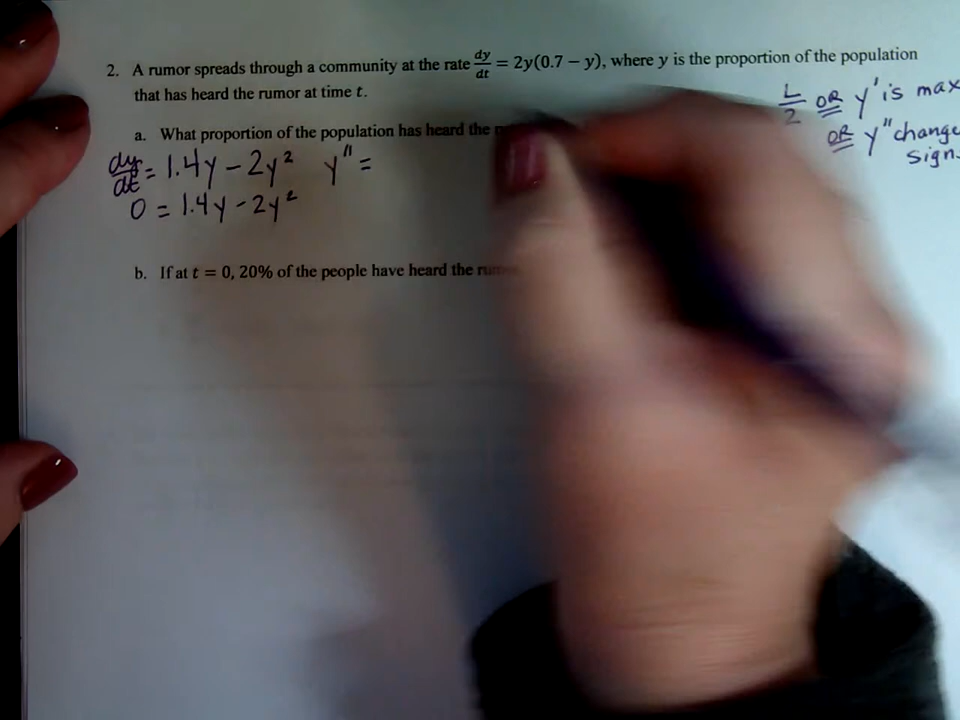 2. A rumor spreads through a community at the rate dy/dt = 2y(0.7 − y), where y is the proportion of the population
that has heard the rumor at time t.
L/2 OR y' is max
OR y" change
sign.
a. What proportion of the population has heard the
dy/dt = 1.4y − 2y² y" =
0 = 1.4y − 2y²
b. If at t = 0, 20% of the people have heard the